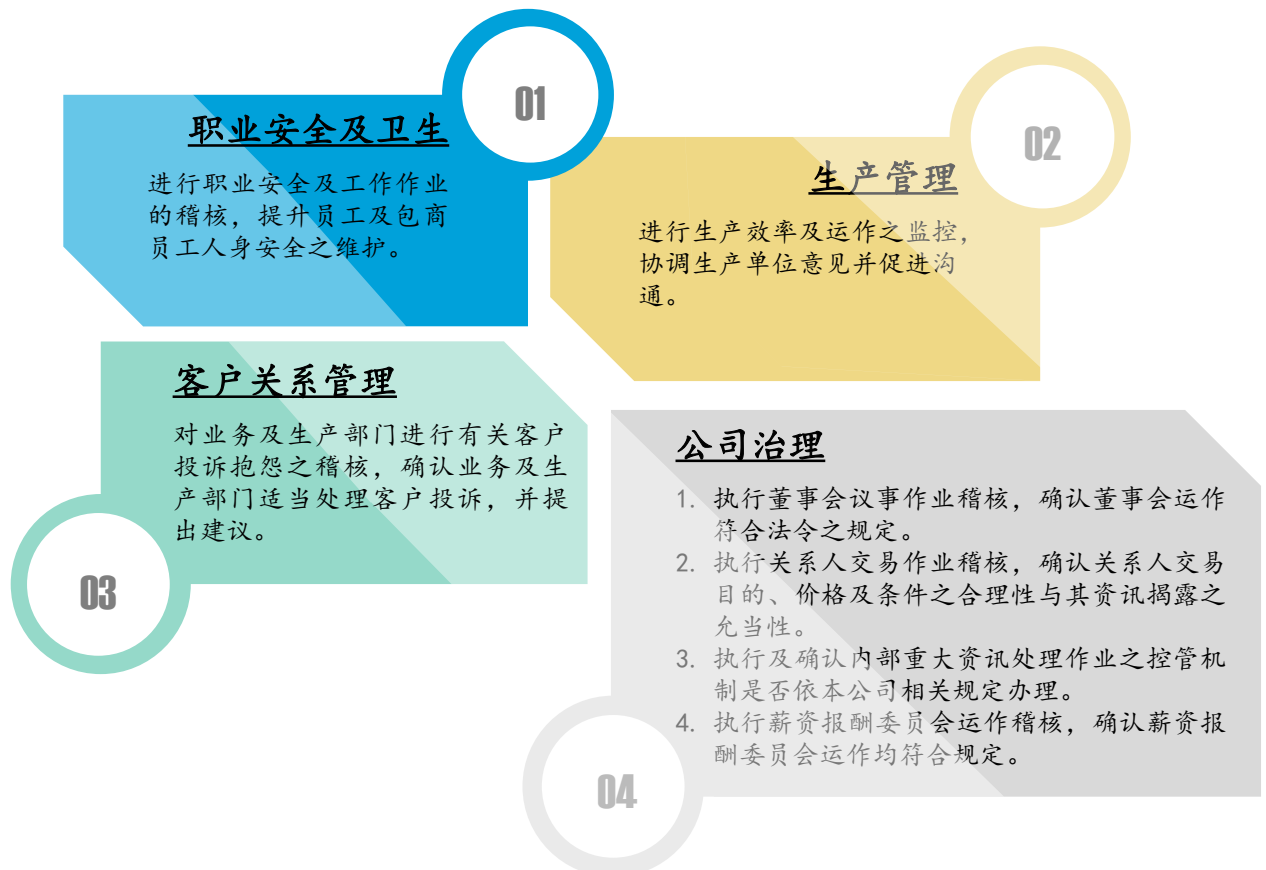 01
职业安全及卫生
进行职业安全及工作作业
的稽核，提升员工及包商
员工人身安全之维护。
02
生产管理
进行生产效率及运作之监控，
协调生产单位意见并促进沟
通。
客户关系管理
对业务及生产部门进行有关客户
投诉抱怨之稽核，确认业务及生
产部门适当处理客户投诉，并提
出建议。
03
公司治理
1. 执行董事会议事作业稽核，确认董事会运作
符合法令之规定。
2. 执行关系人交易作业稽核，确认关系人交易
目的、价格及条件之合理性与其资讯揭露之
允当性。
3. 执行及确认内部重大资讯处理作业之控管机
制是否依本公司相关规定办理。
4. 执行薪资报酬委员会运作稽核，确认薪资报
酬委员会运作均符合规定。
04